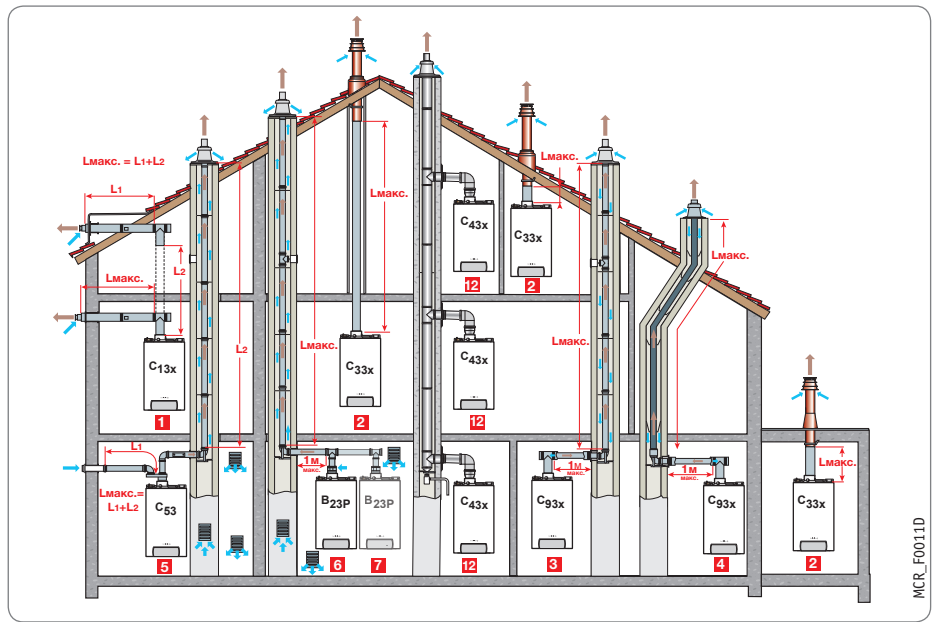 Lмакс. = L1+L2
L1
Lмакс.
L2
C13x
1
L2
Lмакс.
Lмакс.
C33x
2
C43x
12
Lмакс.
C33x
2
C43x
12
Lмакс.
Lмакс.
L1
Lмакс.=
L1+L2
C53
5
1м
макс.
B23P
6
B23P
7
C43x
12
1м
макс.
C93x
3
1м
макс.
C93x
4
Lмакс.
C33x
2
MCR_F0011D